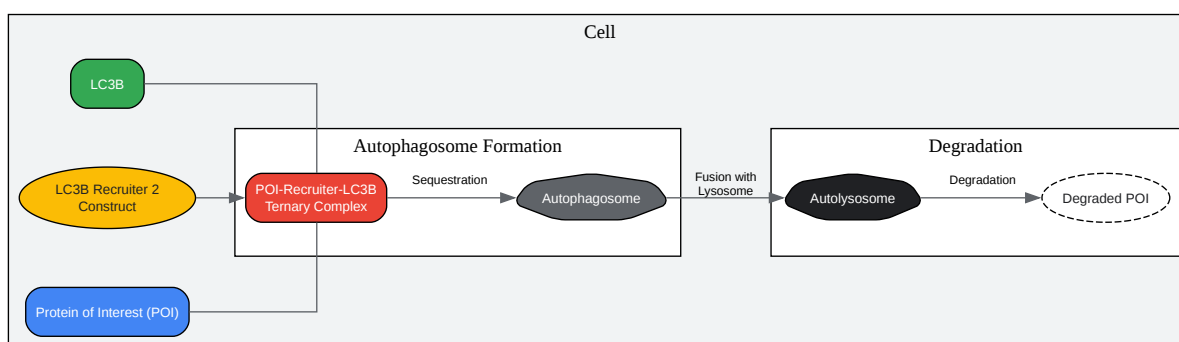 Cell
LC3B
Autophagosome Formation
Degradation
LC3B Recruiter 2
Construct
POI-Recruiter-LC3B
Ternary Complex
Sequestration
Autophagosome
Fusion with
Lysosome
Autolysosome
Degradation
Degraded POI
Protein of Interest (POI)